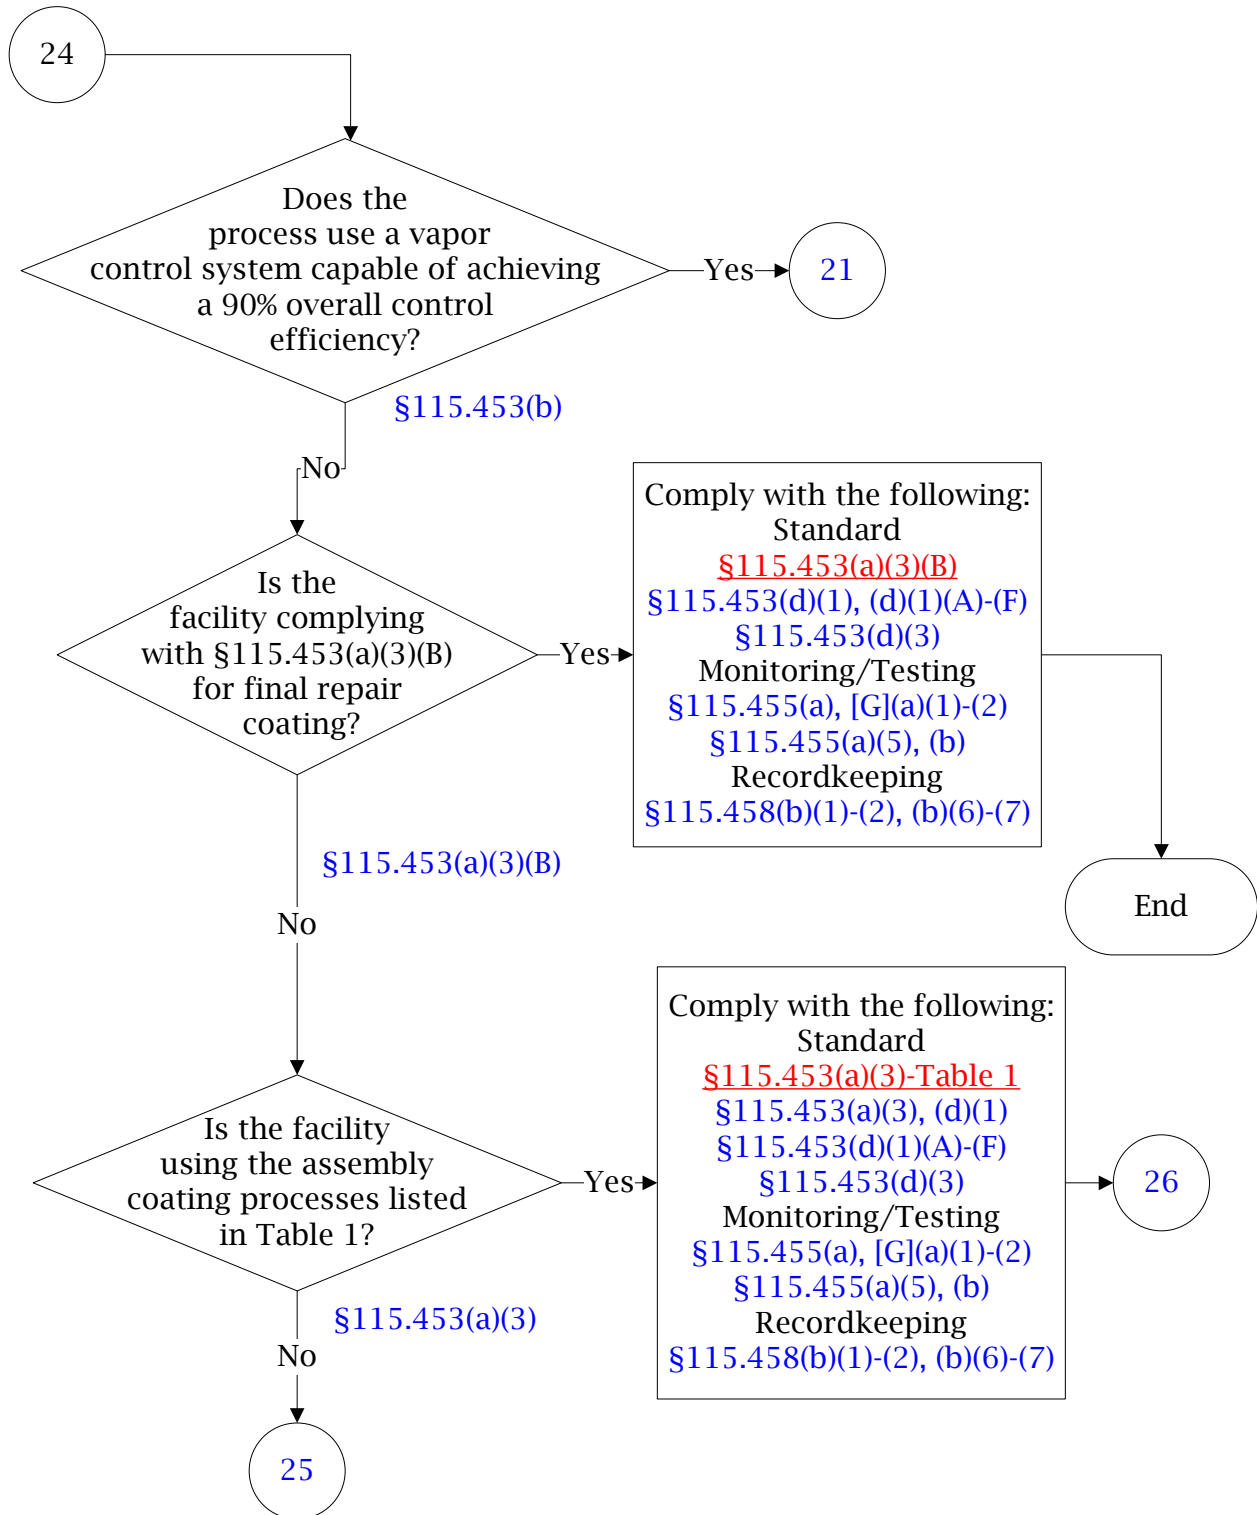 24
Does the
process use a vapor
control system capable of achieving
a 90% overall control
efficiency?
Yes
21
§115.453(b)
No
Is the
facility complying
with §115.453(a)(3)(B)
for final repair
coating?
Yes
Comply with the following:
Standard
§115.453(a)(3)(B)
§115.453(d)(1), (d)(1)(A)-(F)
§115.453(d)(3)
Monitoring/Testing
§115.455(a), [G](a)(1)-(2)
§115.455(a)(5), (b)
Recordkeeping
§115.458(b)(1)-(2), (b)(6)-(7)
End
§115.453(a)(3)(B)
No
Is the facility
using the assembly
coating processes listed
in Table 1?
Yes
Comply with the following:
Standard
§115.453(a)(3)-Table 1
§115.453(a)(3), (d)(1)
§115.453(d)(1)(A)-(F)
§115.453(d)(3)
Monitoring/Testing
§115.455(a), [G](a)(1)-(2)
§115.455(a)(5), (b)
Recordkeeping
§115.458(b)(1)-(2), (b)(6)-(7)
26
§115.453(a)(3)
No
25